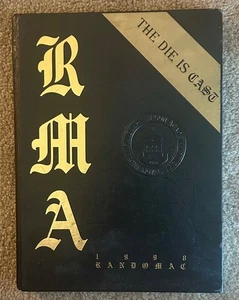 THE DIE IS CAST
R
M
A
1998
RANDOMAC